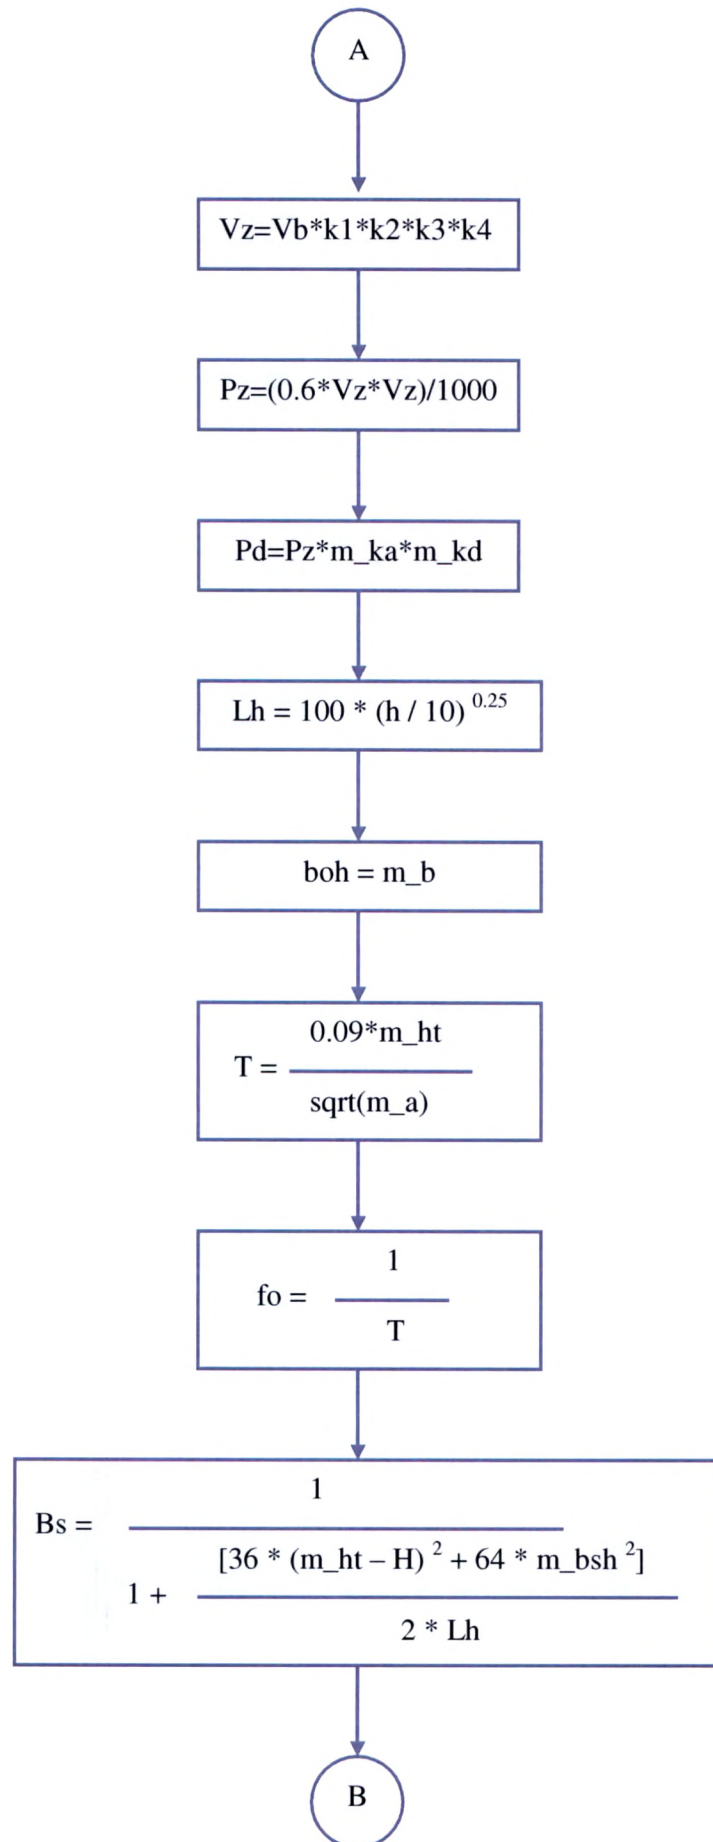 A
Vz=Vb*k1*k2*k3*k4
Pz=(0.6*Vz*Vz)/1000
Pd=Pz*m_ka*m_kd
Lh = 100 * (h / 10) 0.25
boh = m_b
0.09*m_ht
T =
sqrt(m_a)
1
fo =
T
1
Bs =
[36 * (m_ht – H) 2 + 64 * m_bsh 2]
1 +
2 * Lh
B